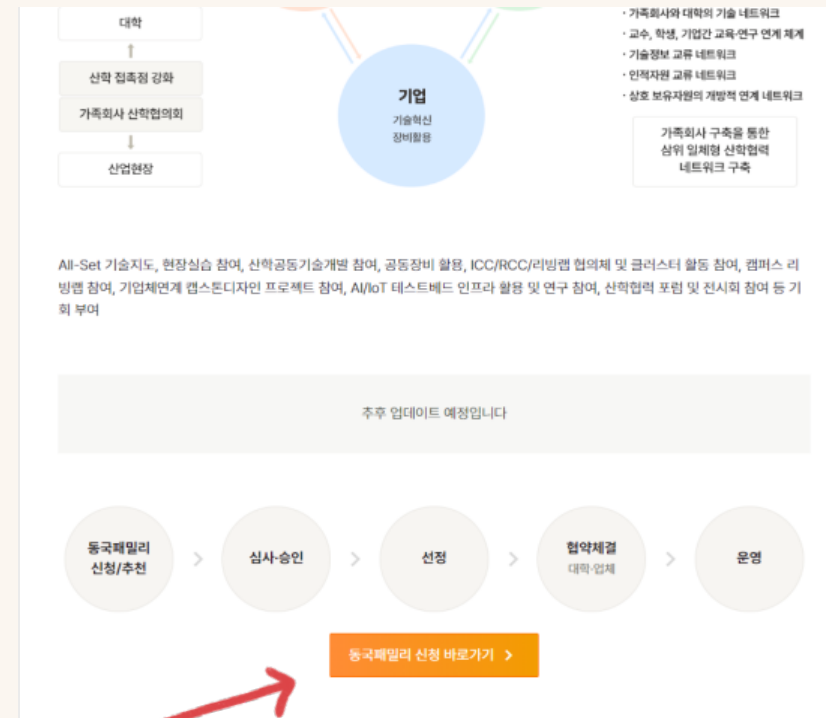 대학
산학 접촉점 강화
가족회사 산학협의회
산업현장
기업
기술혁신
장비활용
· 가족회사와 대학의 기술 네트워크
· 교수, 학생, 기업간 교육·연구 연계 체계
· 기술정보 교류 네트워크
· 인적자원 교류 네트워크
· 상호 보유자원의 개방적 연계 네트워크
가족회사 구축을 통한
삼위 일체형 산학협력
네트워크 구축
All-Set 기술지도, 현장실습 참여, 산학공동기술개발 참여, 공동장비 활용, ICC/RCC/리빙랩 협의체 및 클러스터 활동 참여, 캠퍼스 리
빙랩 참여, 기업체연계 캡스톤디자인 프로젝트 참여, AI/IoT 테스트베드 인프라 활용 및 연구 참여, 산학협력 포럼 및 전시회 참여 등 기
회 부여
추후 업데이트 예정입니다
동국패밀리
신청/추천
심사·승인
선정
협약체결
대학·업체
운영
동국패밀리 신청 바로가기